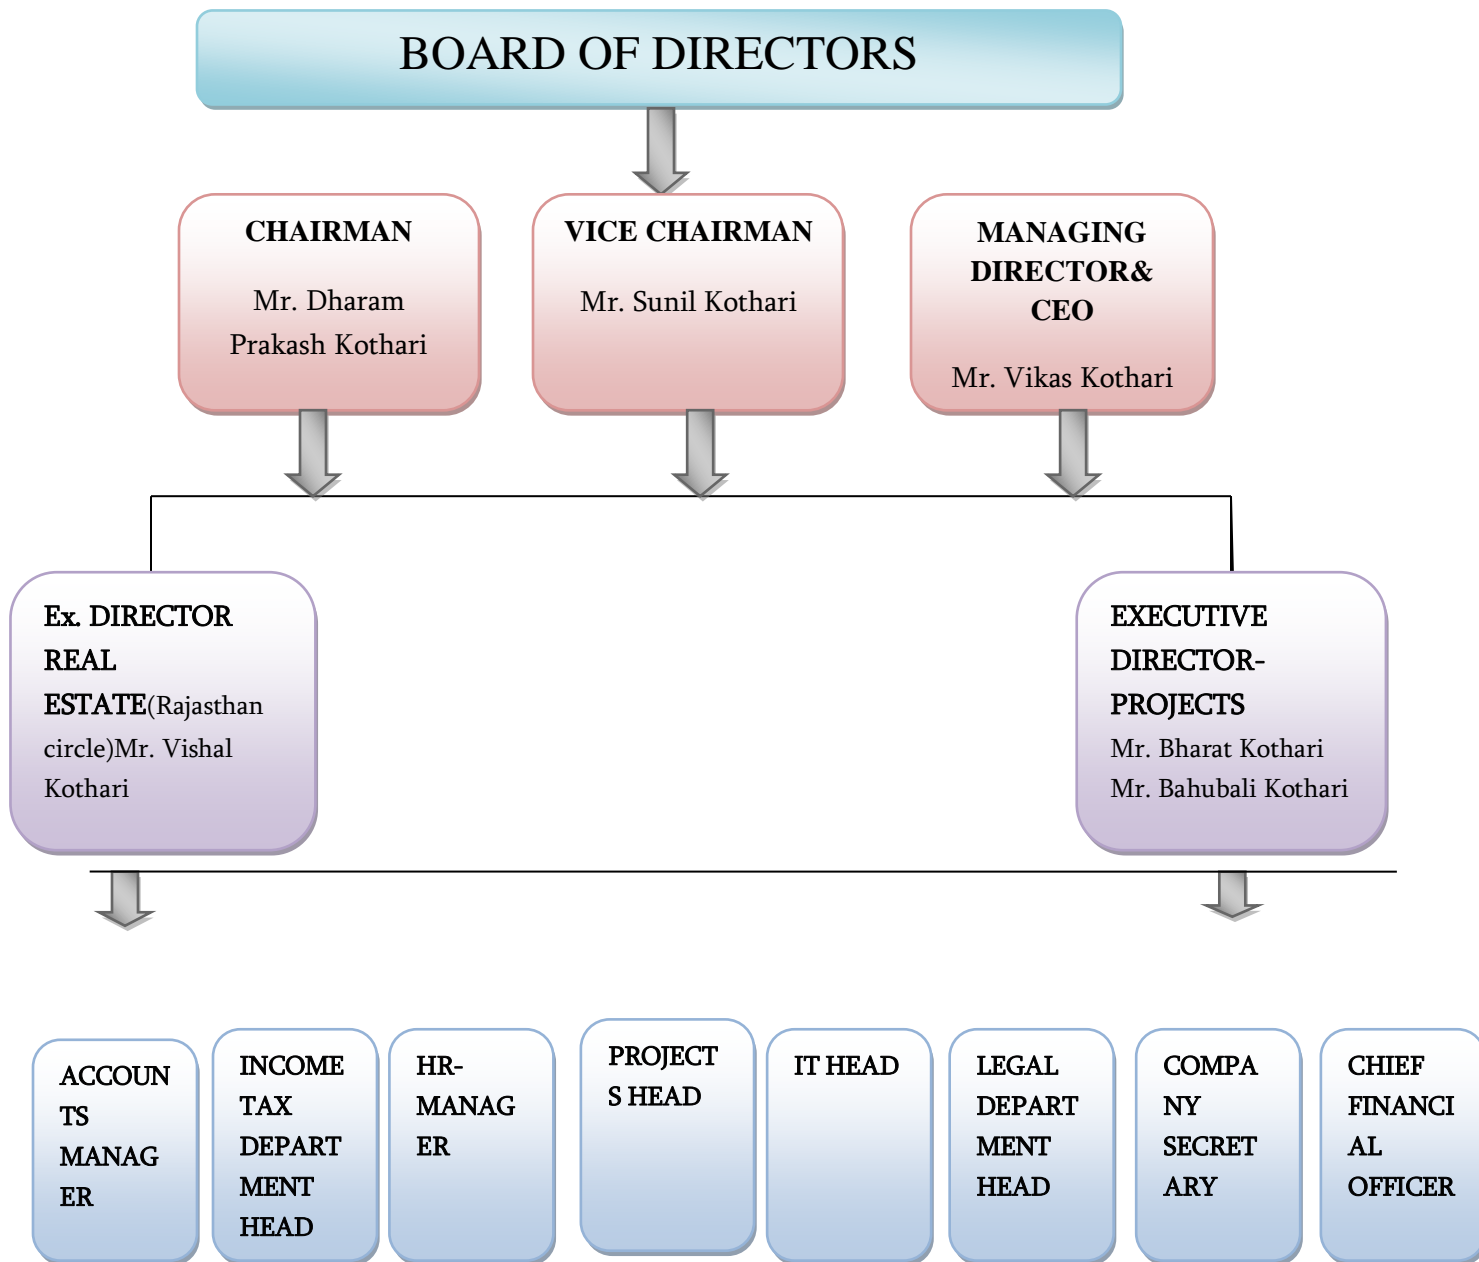 BOARD OF DIRECTORS
CHAIRMAN
Mr. Dharam
Prakash Kothari
VICE CHAIRMAN
Mr. Sunil Kothari
MANAGING
DIRECTOR&
CEO
Mr. Vikas Kothari
Ex. DIRECTOR
REAL
ESTATE(Rajasthan
circle)Mr. Vishal
Kothari
EXECUTIVE
DIRECTOR-
PROJECTS
Mr. Bharat Kothari
Mr. Bahubali Kothari
ACCOUN
TS
MANAG
ER
INCOME
TAX
DEPART
MENT
HEAD
HR-
MANAG
ER
PROJECT
S HEAD
IT HEAD
LEGAL
DEPART
MENT
HEAD
COMPA
NY
SECRET
ARY
CHIEF
FINANCI
AL
OFFICER